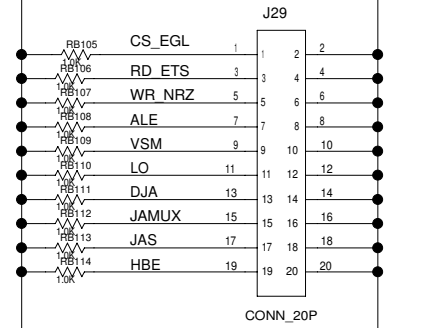 J29
RB105 CS_EGL 1 1 2 2
1.0K
RB106 RD_ETS 3 3 4 4
1.0K
RB107 WR_NRZ 5 5 6 6
1.0K
RB108 ALE 7 7 8 8
1.0K
RB109 VSM 9 9 10 10
1.0K
RB110 LO 11 11 12 12
1.0K
RB111 DJA 13 13 14 14
1.0K
RB112 JAMUX 15 15 16 16
1.0K
RB113 JAS 17 17 18 18
1.0K
RB114 HBE 19 19 20 20
1.0K
CONN_20P